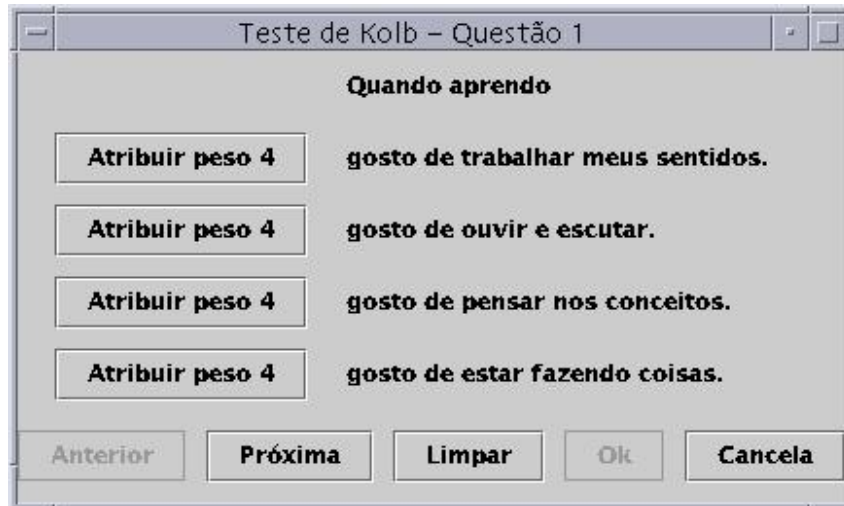 Teste de Kolb – Questão 1
Quando aprendo
Atribuir peso 4 gosto de trabalhar meus sentidos.
Atribuir peso 4 gosto de ouvir e escutar.
Atribuir peso 4 gosto de pensar nos conceitos.
Atribuir peso 4 gosto de estar fazendo coisas.
Anterior Próxima Limpar Ok Cancela